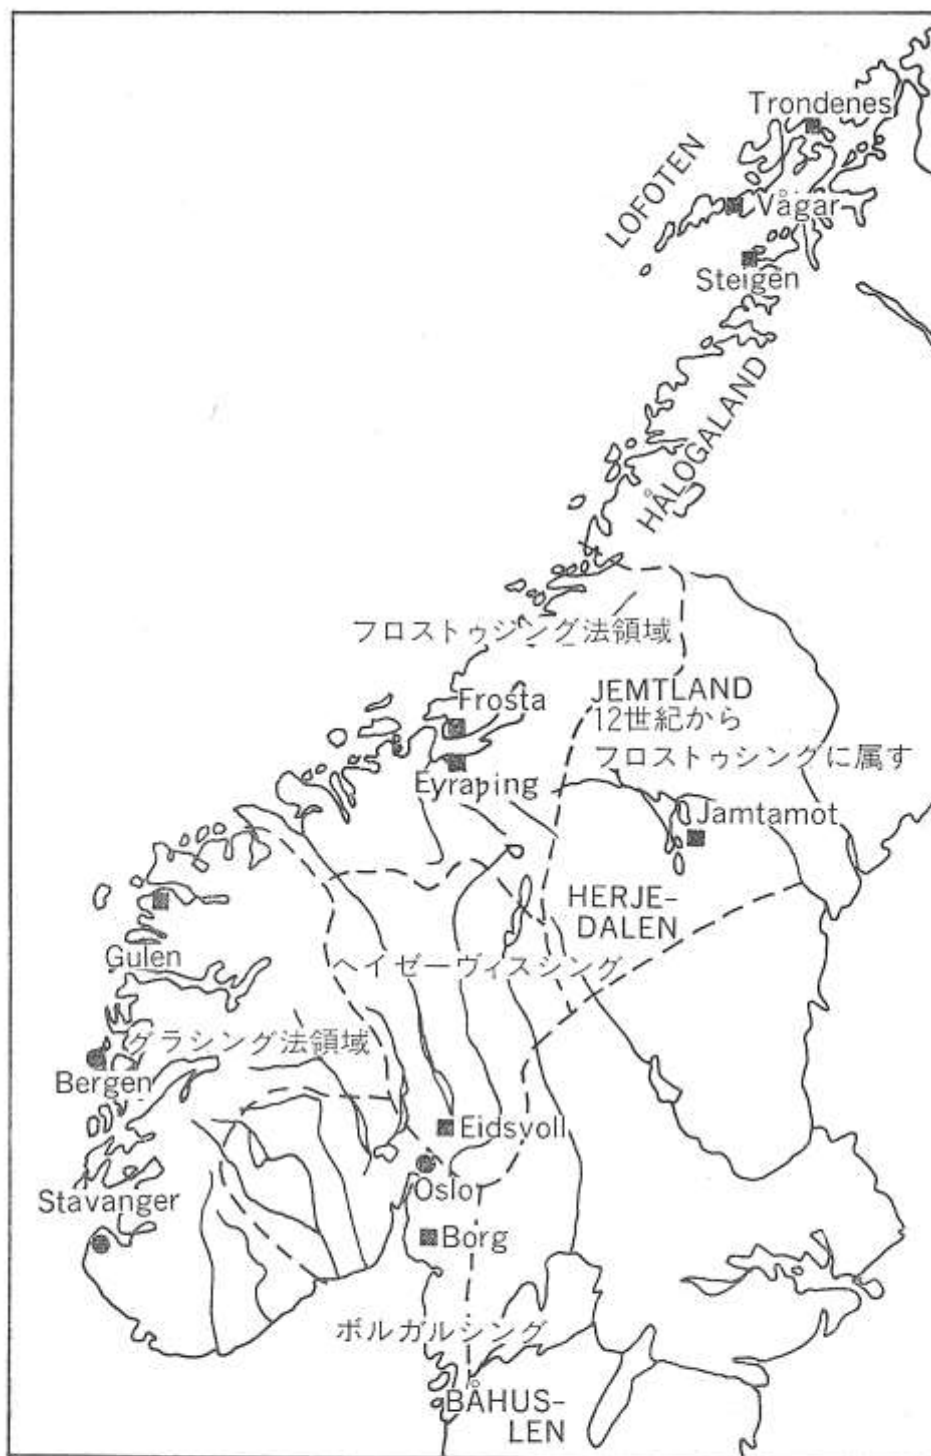 Trondenes
LOFOTEN
Vågar
Steigen
HÅLOGALAND
フロストゥジング法領域
JEMTLAND
12世紀から
フロストゥシングに属す
Frosta
Eyraþing
Jamtamot
HERJE-
DALEN
Gulen
ヘイゼーヴィスシング
グラシング法領域
Bergen
Eidsvoll
Oslo
Stavanger
Borg
ボルガルシング
BÅHUS-
LEN